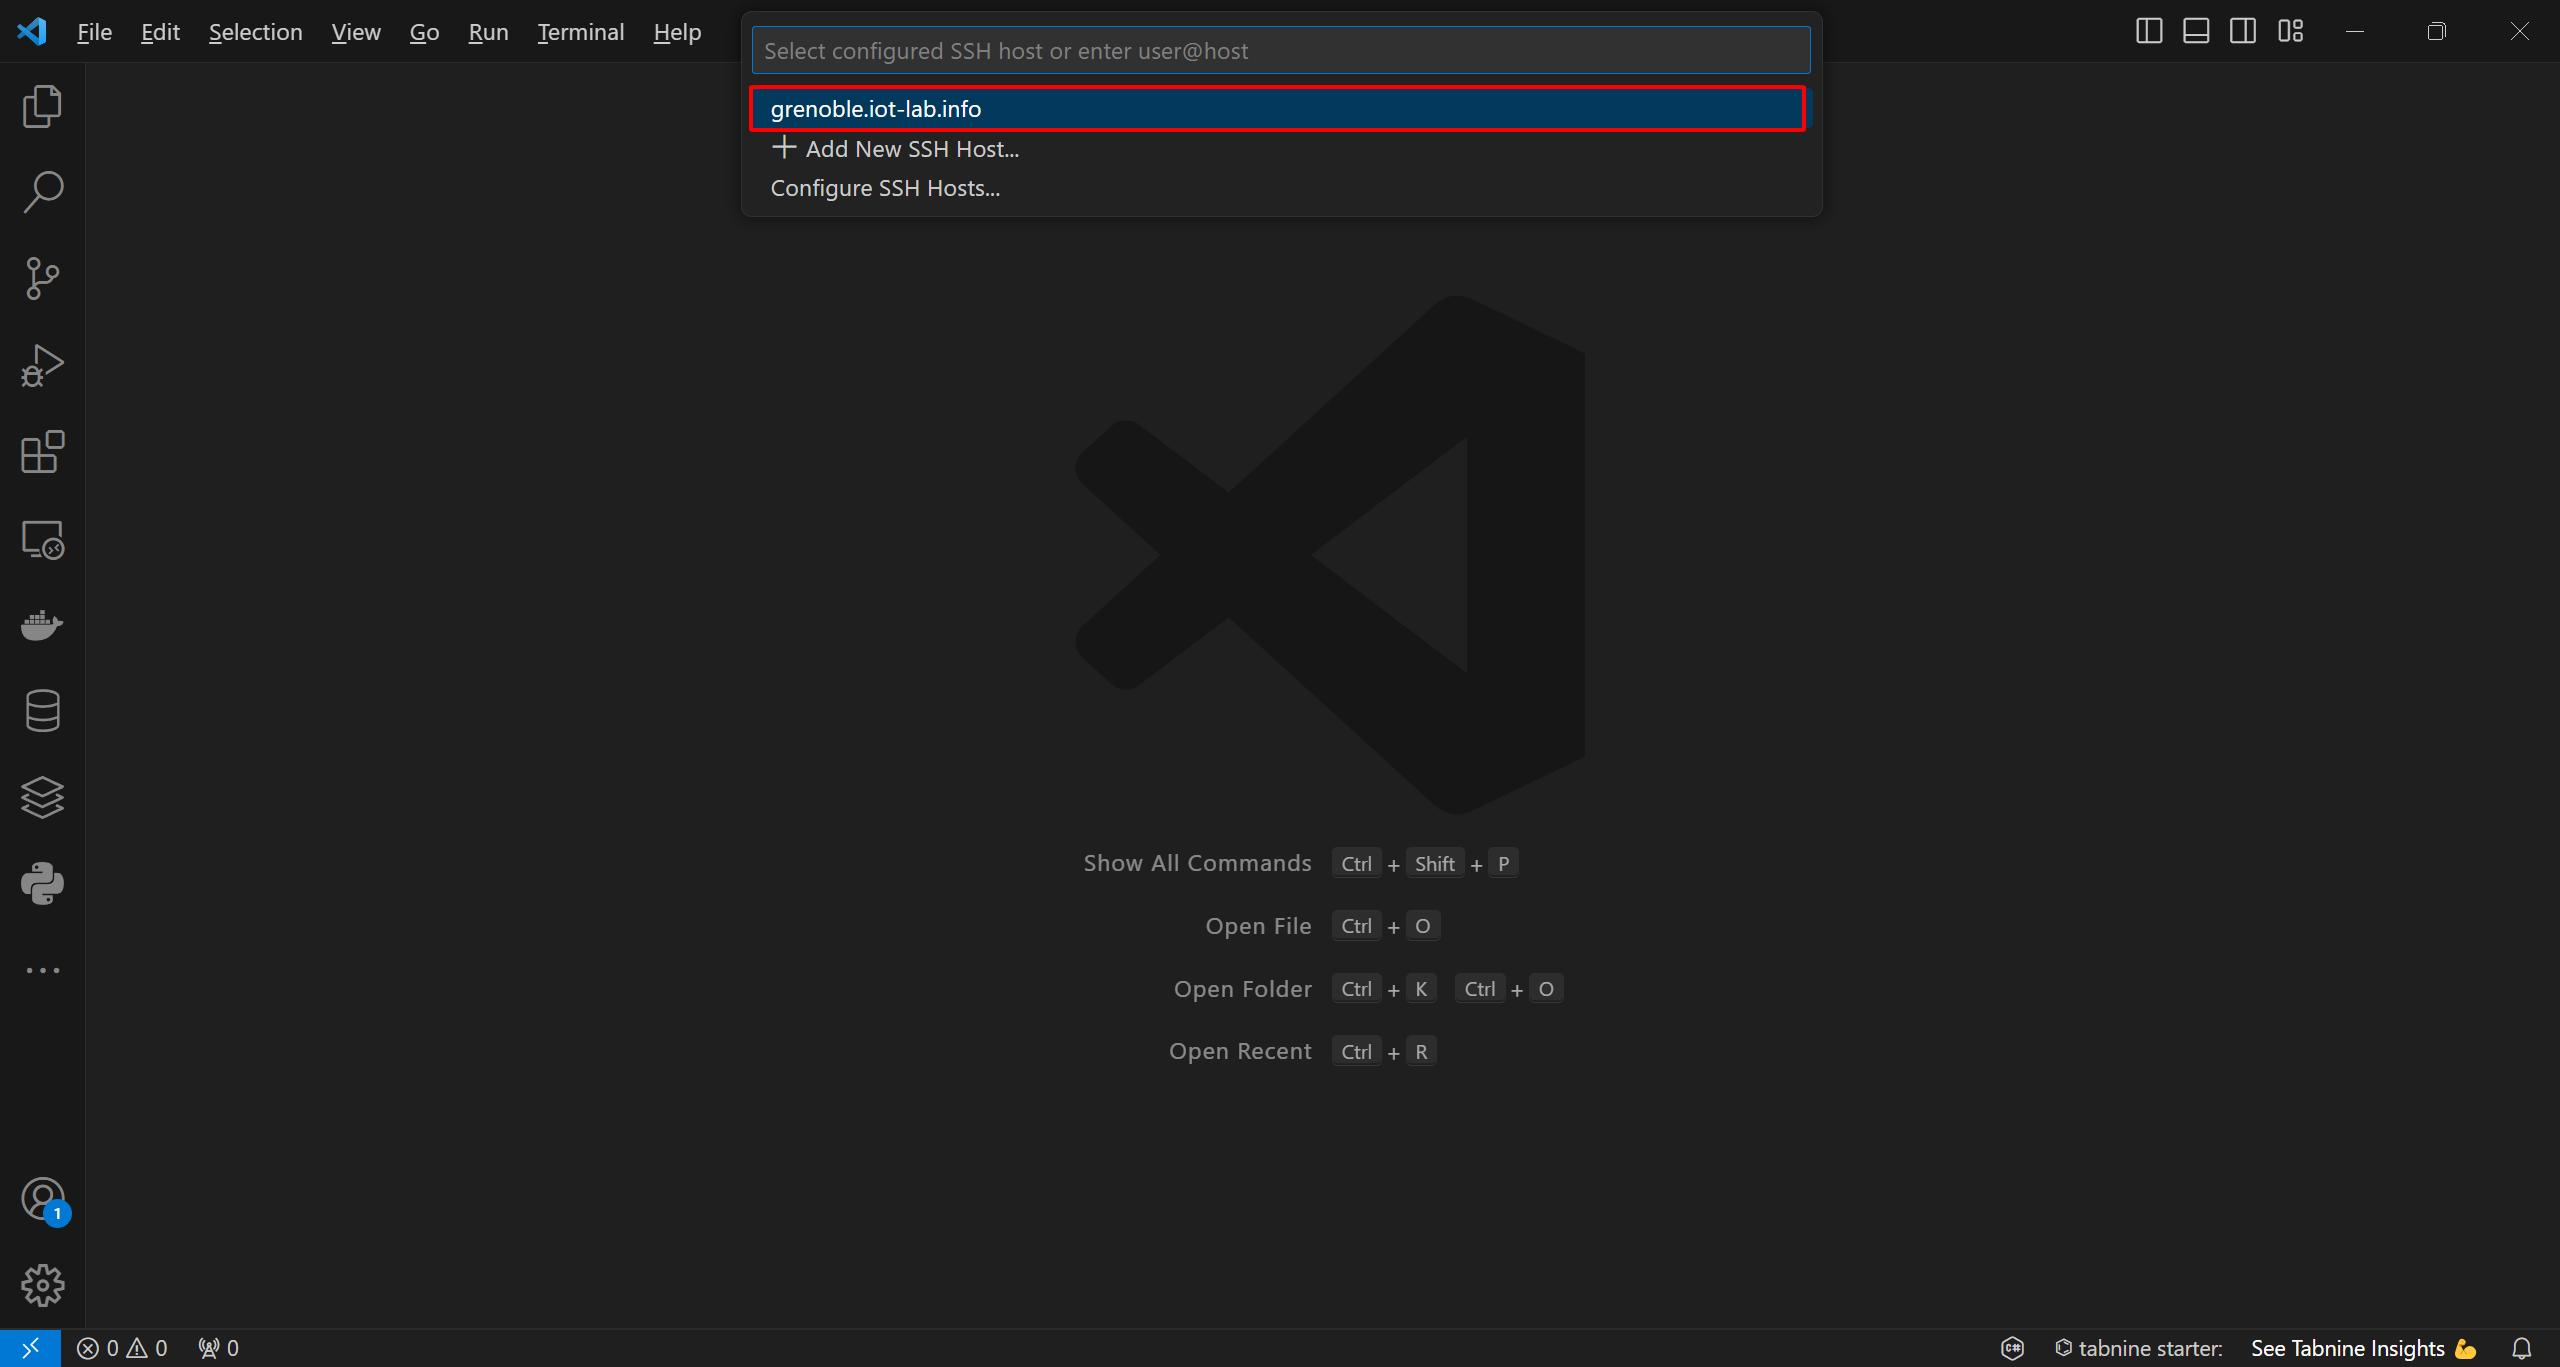 File Edit Selection View Go Run Terminal Help
Select configured SSH host or enter user@host
grenoble.iot-lab.info
+ Add New SSH Host...
Configure SSH Hosts...
Show All Commands Ctrl + Shift + P
Open File Ctrl + O
Open Folder Ctrl + K Ctrl + O
Open Recent Ctrl + R
1
0 0 0 C# tabnine starter: See Tabnine Insights 💪